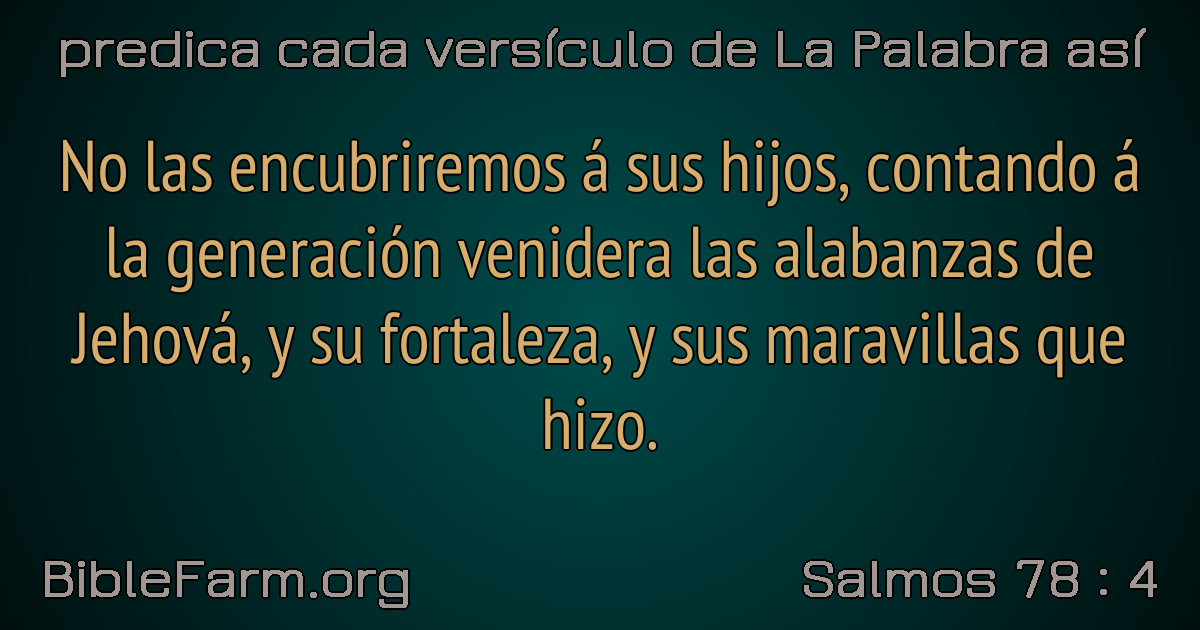 predica cada versículo de La Palabra así
No las encubriremos á sus hijos, contando á
la generación venidera las alabanzas de
Jehová, y su fortaleza, y sus maravillas que
hizo.
BibleFarm.org
Salmos 78 : 4